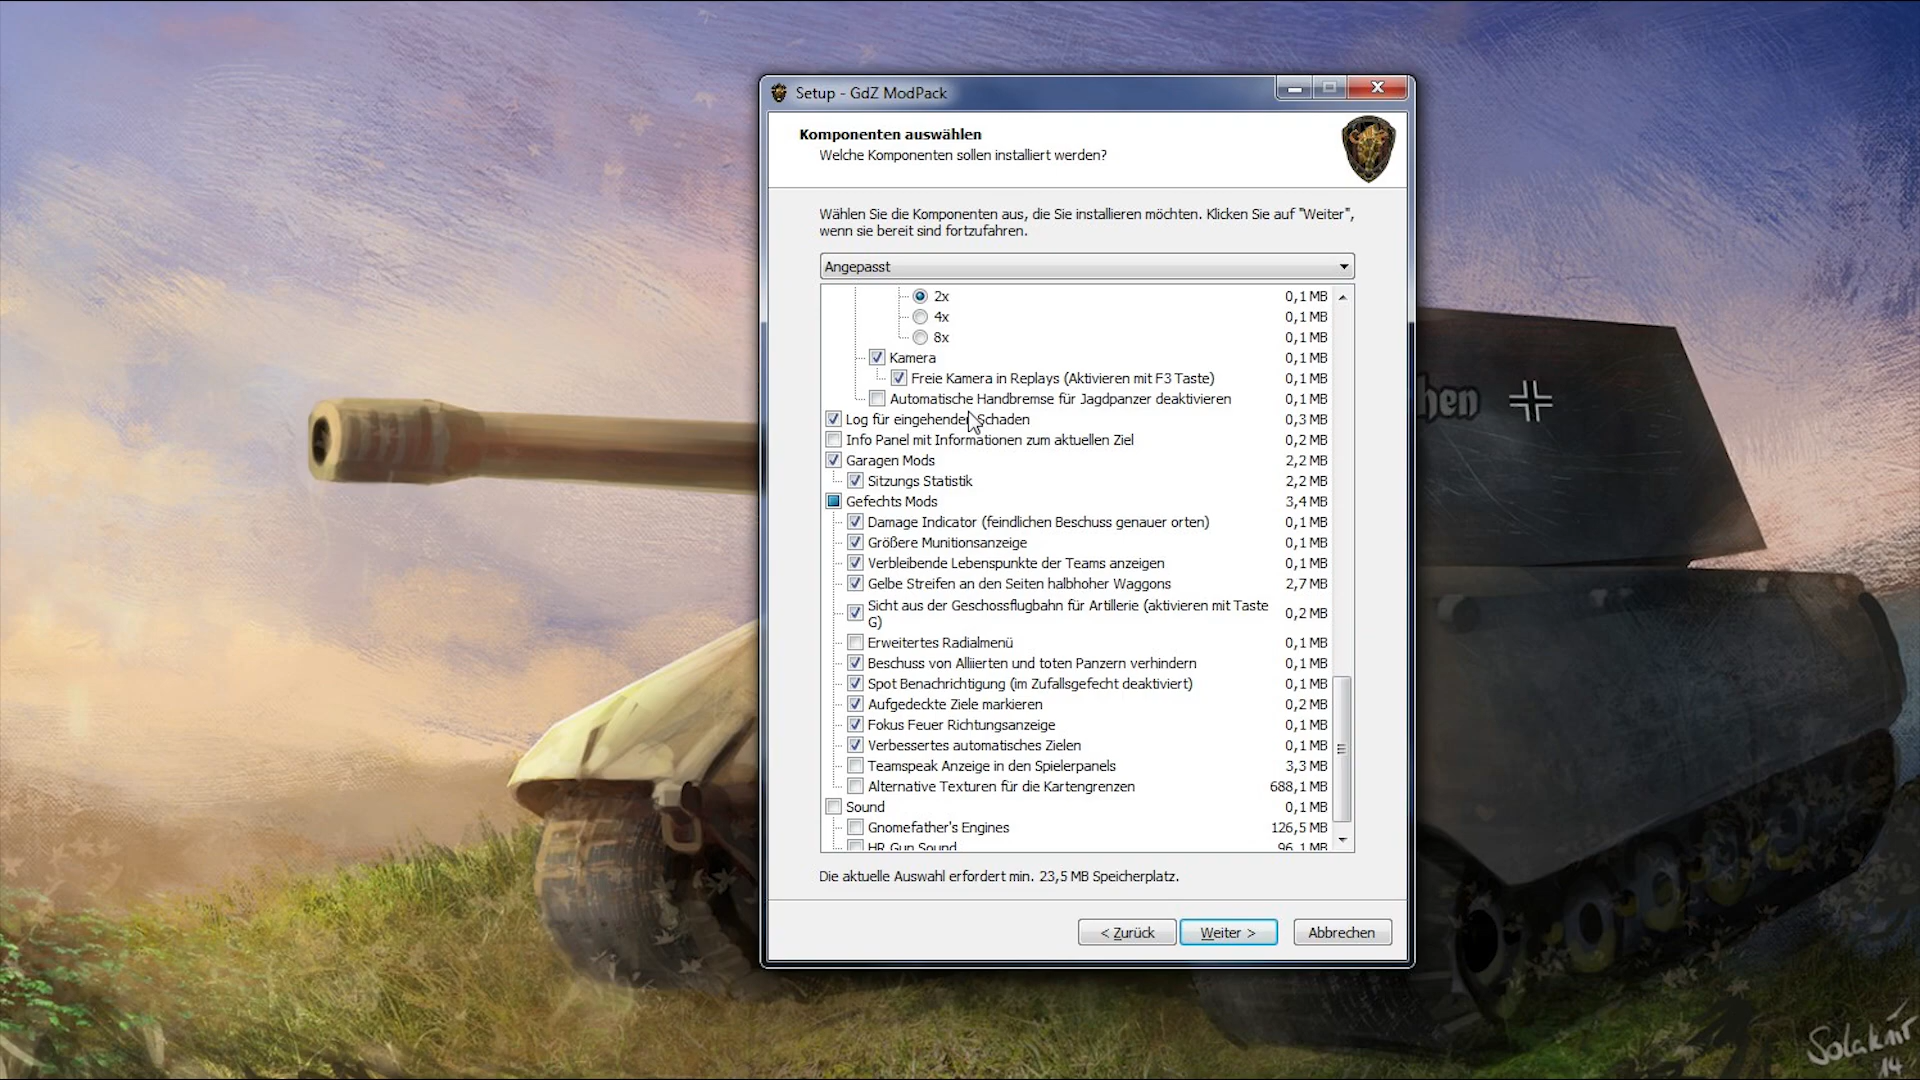 Setup - GdZ ModPack
Komponenten auswählen
Welche Komponenten sollen installiert werden?
Wählen Sie die Komponenten aus, die Sie installieren möchten. Klicken Sie auf "Weiter",
wenn sie bereit sind fortzufahren.
Angepasst
2x 0,1 MB
4x 0,1 MB
8x 0,1 MB
Kamera 0,1 MB
Freie Kamera in Replays (Aktivieren mit F3 Taste) 0,1 MB
Automatische Handbremse für Jagdpanzer deaktivieren 0,1 MB
Log für eingehenden Schaden 0,3 MB
Info Panel mit Informationen zum aktuellen Ziel 0,2 MB
Garagen Mods 2,2 MB
Sitzungs Statistik 2,2 MB
Gefechts Mods 3,4 MB
Damage Indicator (feindlichen Beschuss genauer orten) 0,1 MB
Größere Munitionsanzeige 0,1 MB
Verbleibende Lebenspunkte der Teams anzeigen 0,1 MB
Gelbe Streifen an den Seiten halbhoher Waggons 2,7 MB
Sicht aus der Geschossflugbahn für Artillerie (aktivieren mit Taste
G) 0,2 MB
Erweitertes Radialmenü 0,1 MB
Beschuss von Alliierten und toten Panzern verhindern 0,1 MB
Spot Benachrichtigung (im Zufallsgefecht deaktiviert) 0,1 MB
Aufgedeckte Ziele markieren 0,2 MB
Fokus Feuer Richtungsanzeige 0,1 MB
Verbessertes automatisches Zielen 0,1 MB
Teamspeak Anzeige in den Spielerpanels 3,3 MB
Alternative Texturen für die Kartengrenzen 688,1 MB
Sound 0,1 MB
Gnomefather's Engines 126,5 MB
HR Gun Sound 96,1 MB
Die aktuelle Auswahl erfordert min. 23,5 MB Speicherplatz.
< Zurück
Weiter >
Abbrechen
hen
14